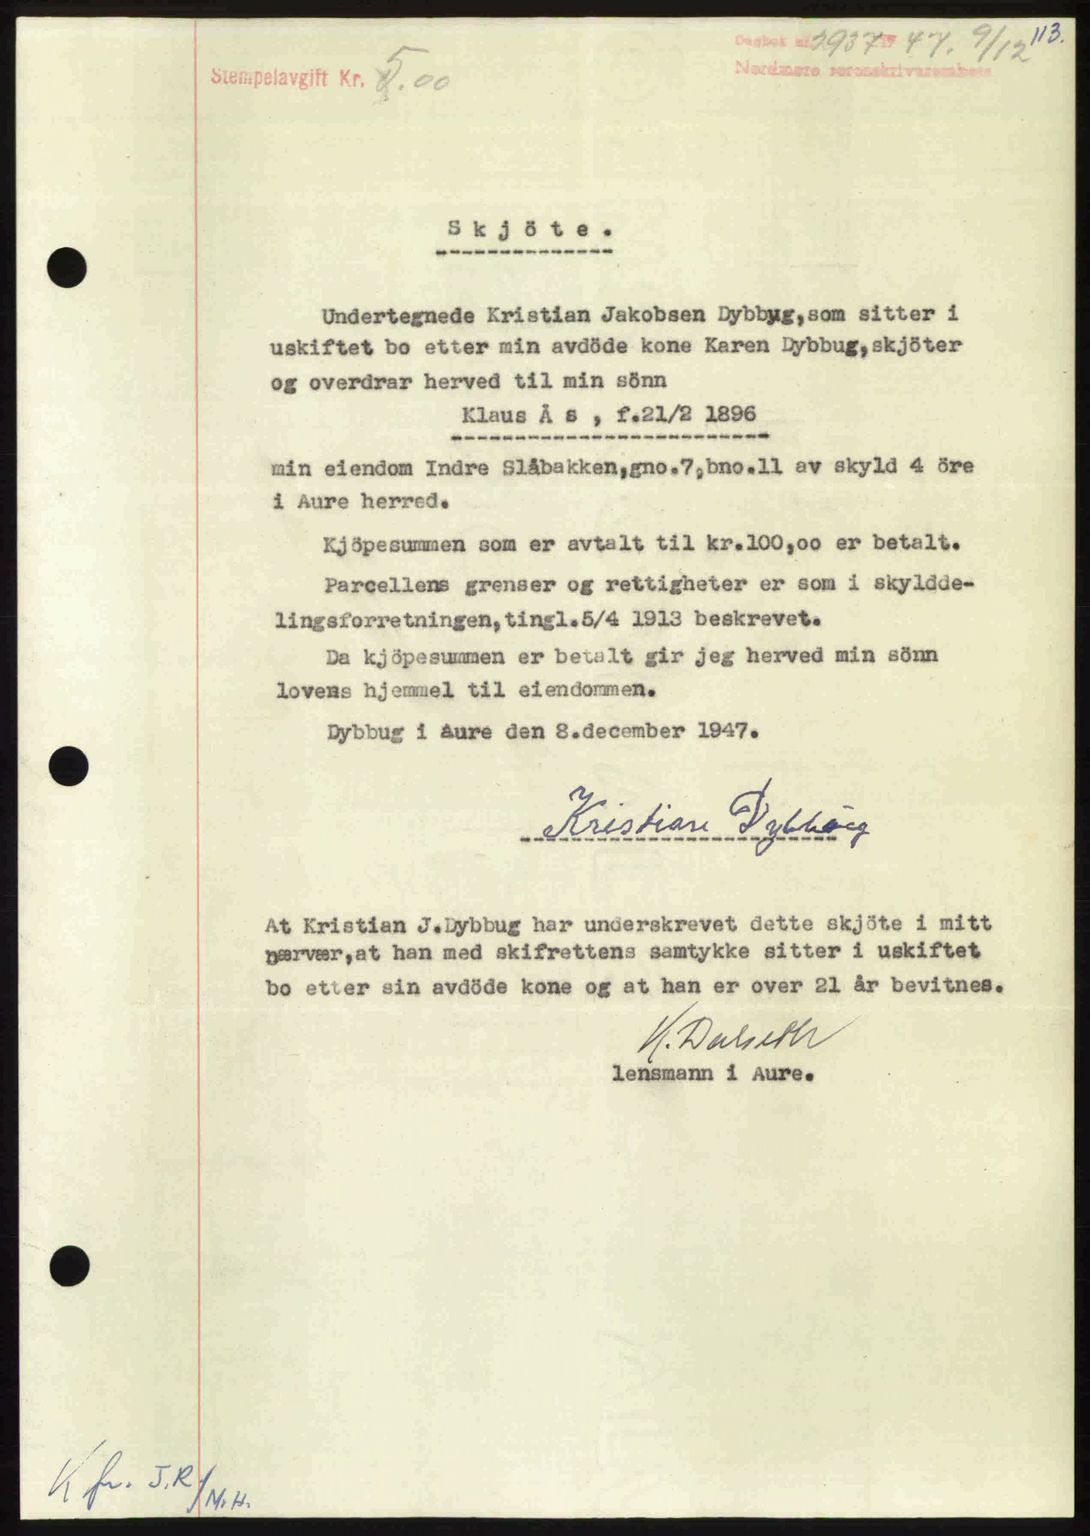 113.
Dagbok nr. 2937 19 47. 9/12
Nordmøre sorenskriverembete
Stempelavgift Kr. 5.00
Skjöte.
Undertegnede Kristian Jakobsen Dybbug,som sitter i
uskiftet bo etter min avdöde kone Karen Dybbug,skjöter
og overdrar herved til min sönn
Klaus Å s , f.21/2 1896
min eiendom Indre Slåbakken,gno.7,bno.11 av skyld 4 öre
i Aure herred.
Kjöpesummen som er avtalt til kr.100,oo er betalt.
Parcellens grenser og rettigheter er som i skyldde-
lingsforretningen,tingl.5/4 1913 beskrevet.
Da kjöpesummen er betalt gir jeg herved min sönn
lovens hjemmel til eiendommen.
Dybbug i Aure den 8.december 1947.
Kristian Dybbug
At Kristian J.Dybbug har underskrevet dette skjöte i mitt
nærvær,at han med skifrettens samtykke sitter i uskiftet
bo etter sin avdöde kone og at han er over 21 år bevitnes.
K. Dalseth
lensmann i Aure.
K fr. J.R/M.H.